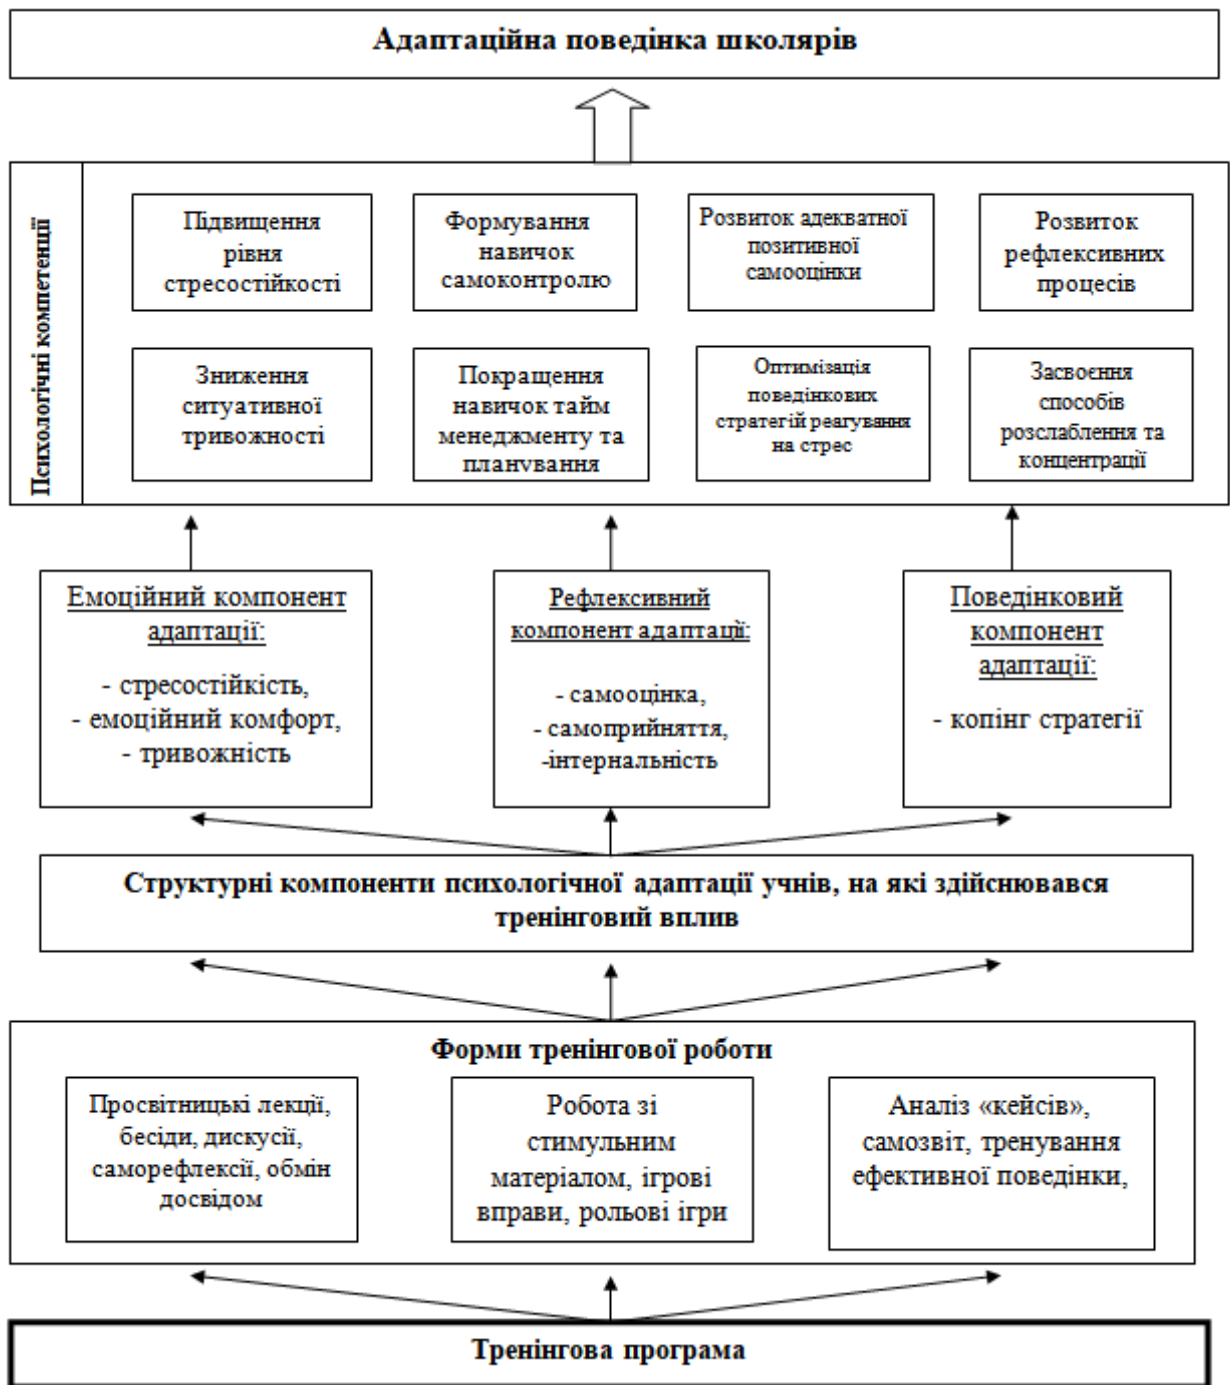 Адаптаційна поведінка школярів
Психологічні компетенції
Підвищення
рівня
стресостійкості
Формування
навичок
самоконтролю
Розвиток адекватної
позитивної
самооцінки
Розвиток
рефлексивних
процесів
Зниження
ситуативної
тривожності
Покращення
навичок тайм
менеджменту та
планування
Оптимізація
поведінкових
стратегій реагування
на стрес
Засвоєння
способів
розслаблення та
концентрації
Емоційний компонент
адаптації:
- стресостійкість,
- емоційний комфорт,
- тривожність
Рефлексивний
компонент адаптації:
- самооцінка,
- самоприйняття,
-інтернальність
Поведінковий
компонент
адаптації:
- копінг стратегії
Структурні компоненти психологічної адаптації учнів, на які здійснювався
тренінговий вплив
Форми тренінгової роботи
Просвітницькі лекції,
бесіди, дискусії,
саморефлексії, обмін
досвідом
Робота зі
стимульним
матеріалом, ігрові
вправи, рольові ігри
Аналіз «кейсів»,
самозвіт, тренування
ефективної поведінки,
Тренінгова програма